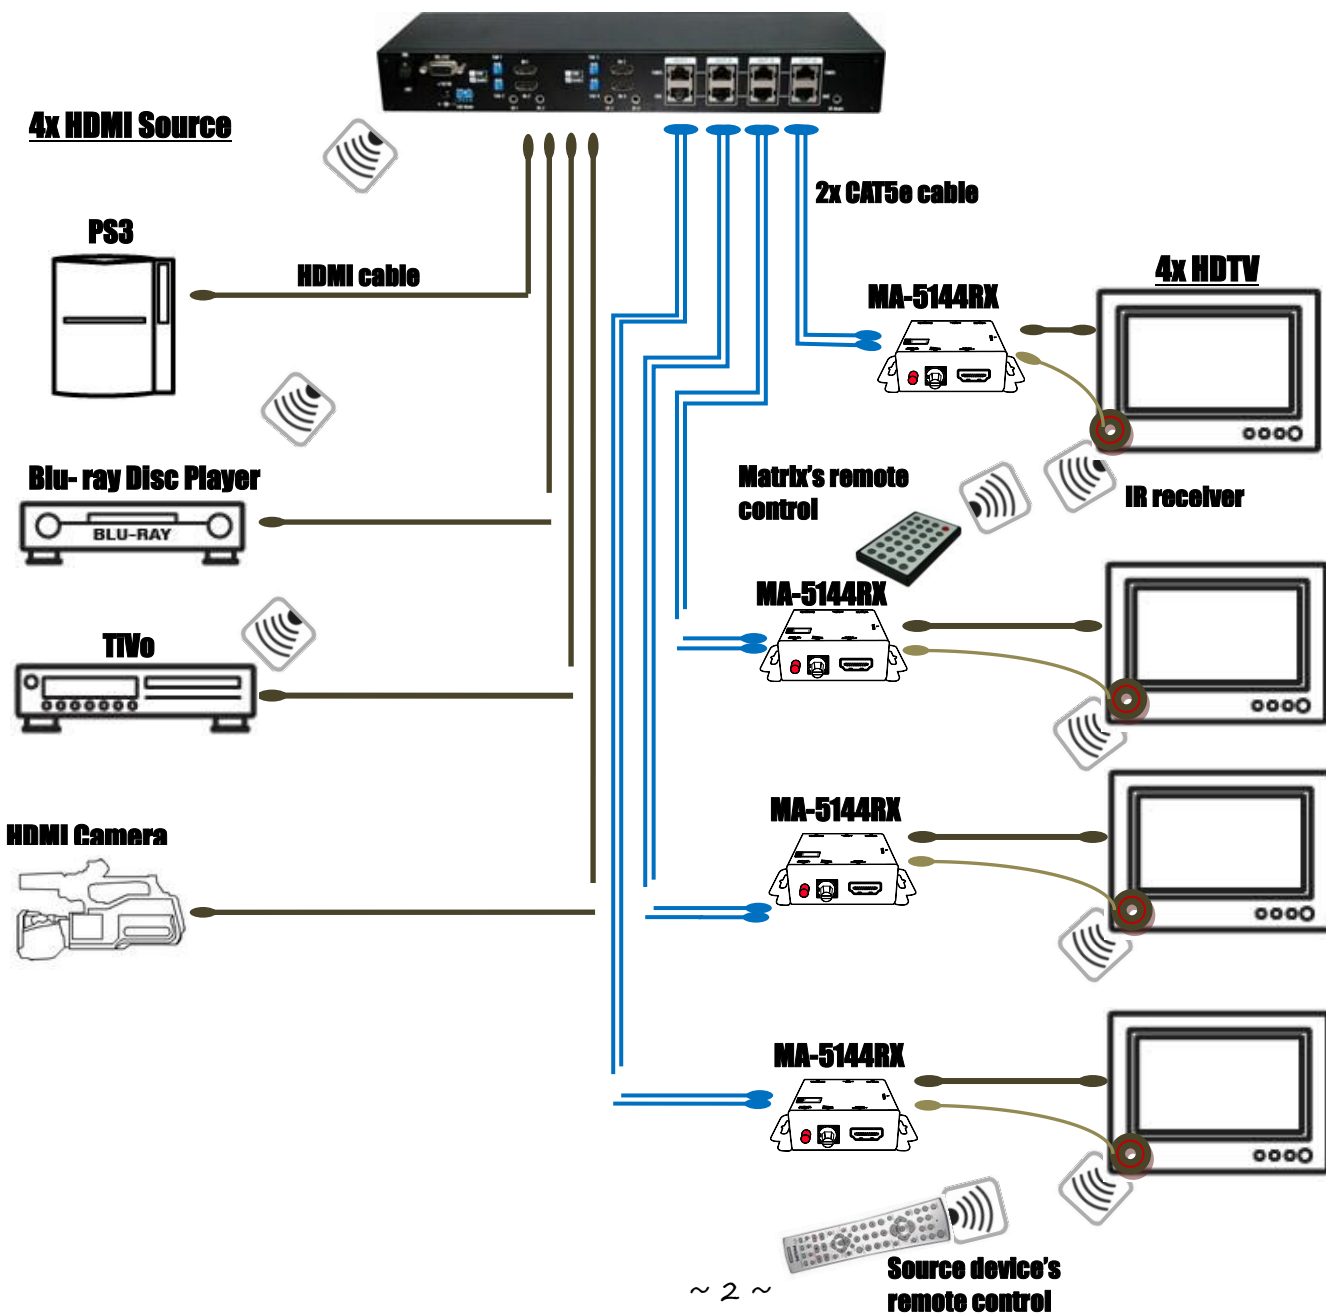 4x HDMI Source
2x CAT5e cable
PS3
HDMI cable
4x HDTV
MA-5144RX
Blu- ray Disc Player
BLU-RAY
Matrix's remote
control
IR receiver
MA-5144RX
TiVo
MA-5144RX
HDMI Camera
MA-5144RX
Source device's
remote control
~ 2 ~